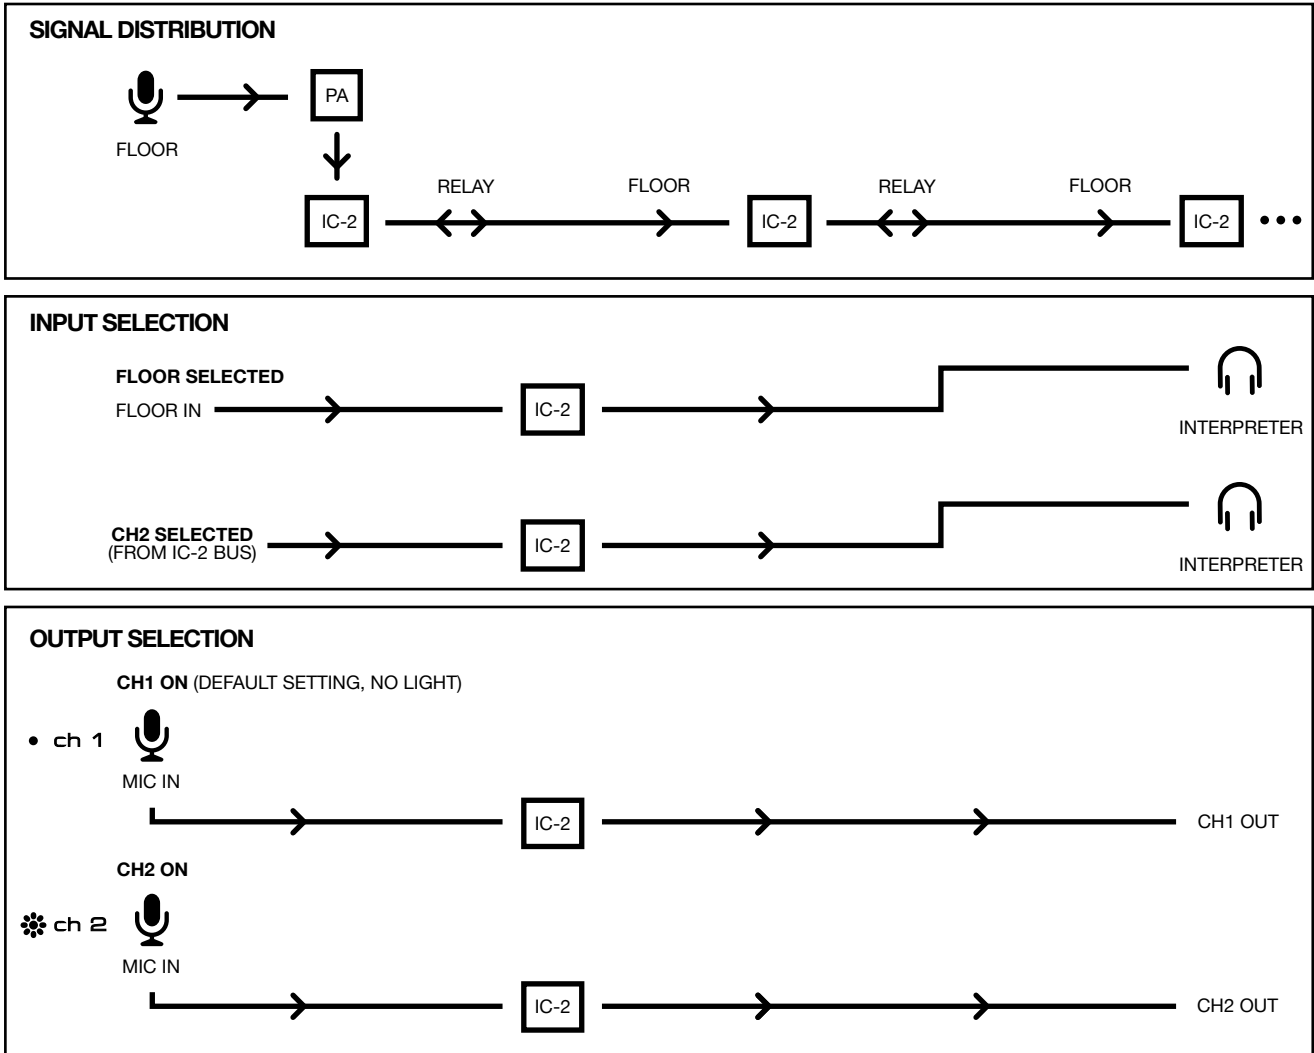 SIGNAL DISTRIBUTION
PA
FLOOR
RELAY
FLOOR
RELAY
FLOOR
IC-2
IC-2
IC-2
INPUT SELECTION
FLOOR SELECTED
FLOOR IN
IC-2
INTERPRETER
CH2 SELECTED
(FROM IC-2 BUS)
IC-2
INTERPRETER
OUTPUT SELECTION
CH1 ON (DEFAULT SETTING, NO LIGHT)
ch 1
MIC IN
IC-2
CH1 OUT
CH2 ON
ch 2
MIC IN
IC-2
CH2 OUT